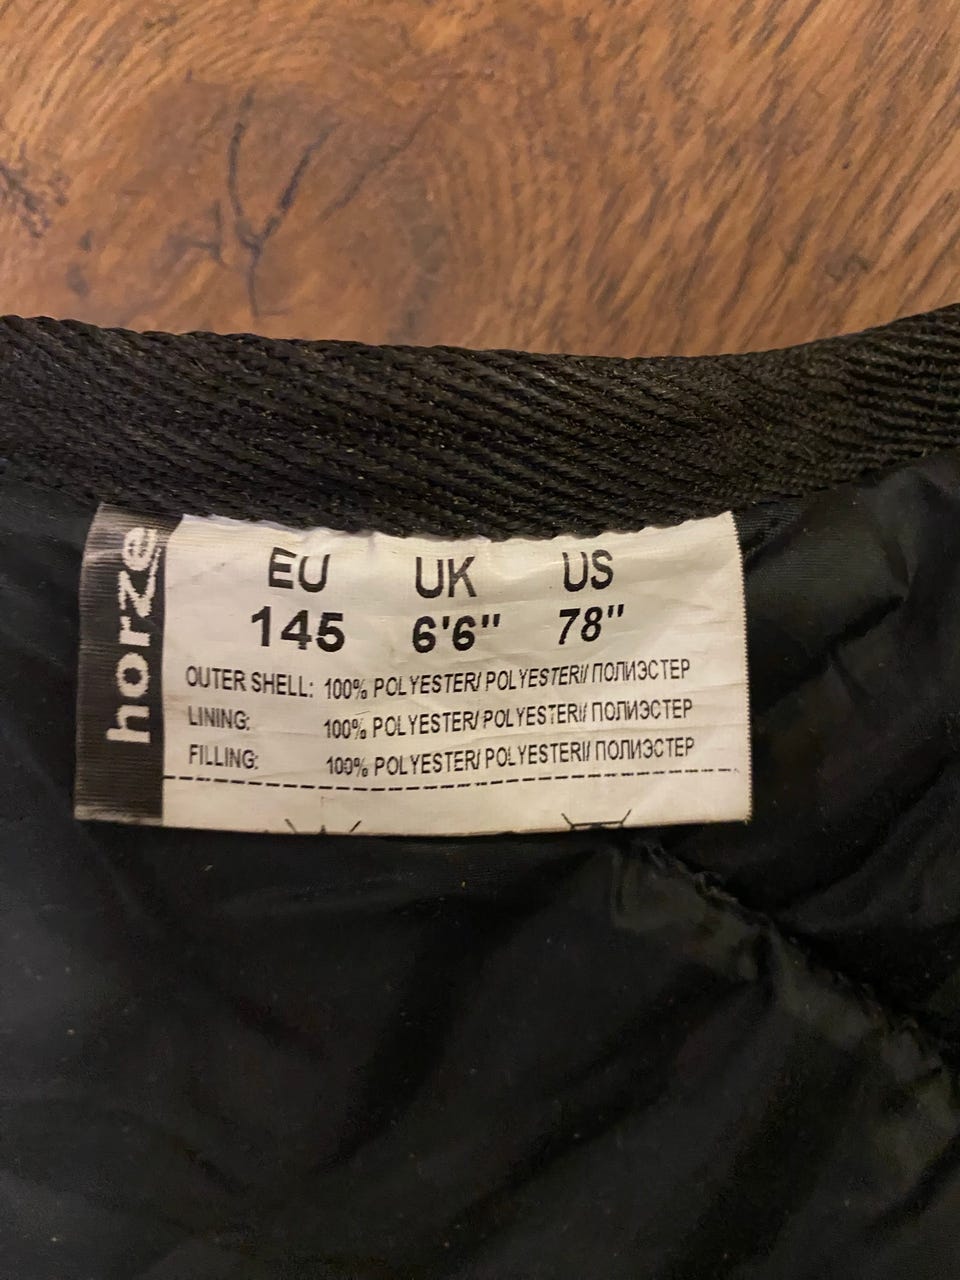 horze
EU UK US
145 6'6" 78"
OUTER SHELL: 100% POLYESTER/ POLYESTERI/ ПОЛИЭСТЕР
LINING: 100% POLYESTER/ POLYESTERI/ ПОЛИЭСТЕР
FILLING: 100% POLYESTER/ POLYESTERI/ ПОЛИЭСТЕР